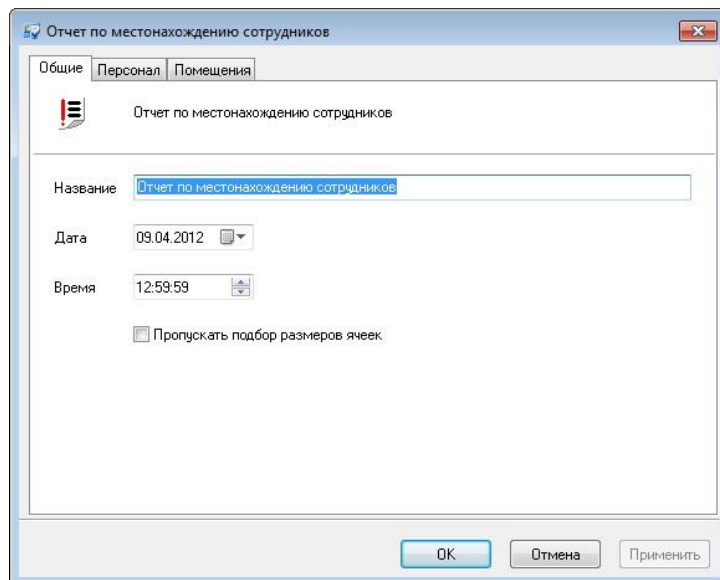 Отчет по местонахождению сотрудников
Общие Персонал Помещения
Отчет по местонахождению сотрудников
Название Отчет по местонахождению сотрудников
Дата 09.04.2012
Время 12:59:59
Пропускать подбор размеров ячеек
OK Отмена Применить